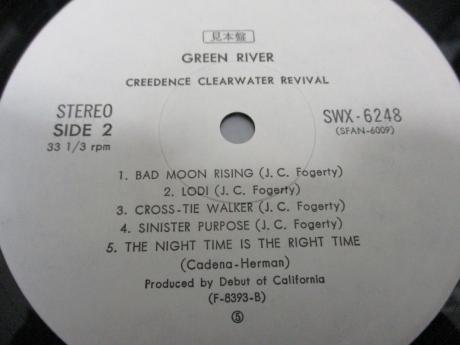 見本盤
GREEN RIVER
CREEDENCE CLEARWATER REVIVAL
STEREO
SIDE 2
33 1/3 rpm
SWX-6248
(SFAN-6009)
1. BAD MOON RISING (J. C. Fogerty)
2. LODI (J. C. Fogerty)
3. CROSS-TIE WALKER (J. C. Fogerty)
4. SINISTER PURPOSE (J. C. Fogerty)
5. THE NIGHT TIME IS THE RIGHT TIME
(Cadena-Herman)
Produced by Debut of California
(F-8393-B)
⑤